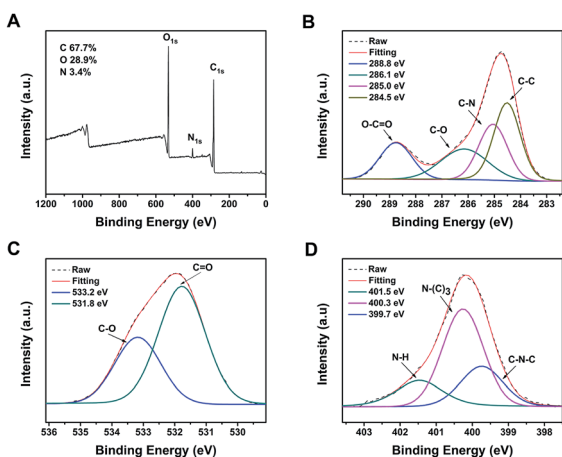 A
C 67.7%
O 28.9%
N 3.4%
O1s
C1s
N1s
Intensity (a.u.)
1200 1000 800 600 400 200 0
Binding Energy (eV)
B
Raw
Fitting
288.8 eV
286.1 eV
285.0 eV
284.5 eV
O-C=O
C-O
C-N
C-C
Intensity (a.u.)
290 289 288 287 286 285 284 283
Binding Energy (eV)
C
Raw
Fitting
533.2 eV
531.8 eV
C=O
C-O
Intensity (a.u.)
536 535 534 533 532 531 530
Binding Energy (eV)
D
Raw
Fitting
401.5 eV
400.3 eV
399.7 eV
N-(C)3
N-H
C-N-C
Intensity (a.u)
403 402 401 400 399 398
Binding Energy (eV)